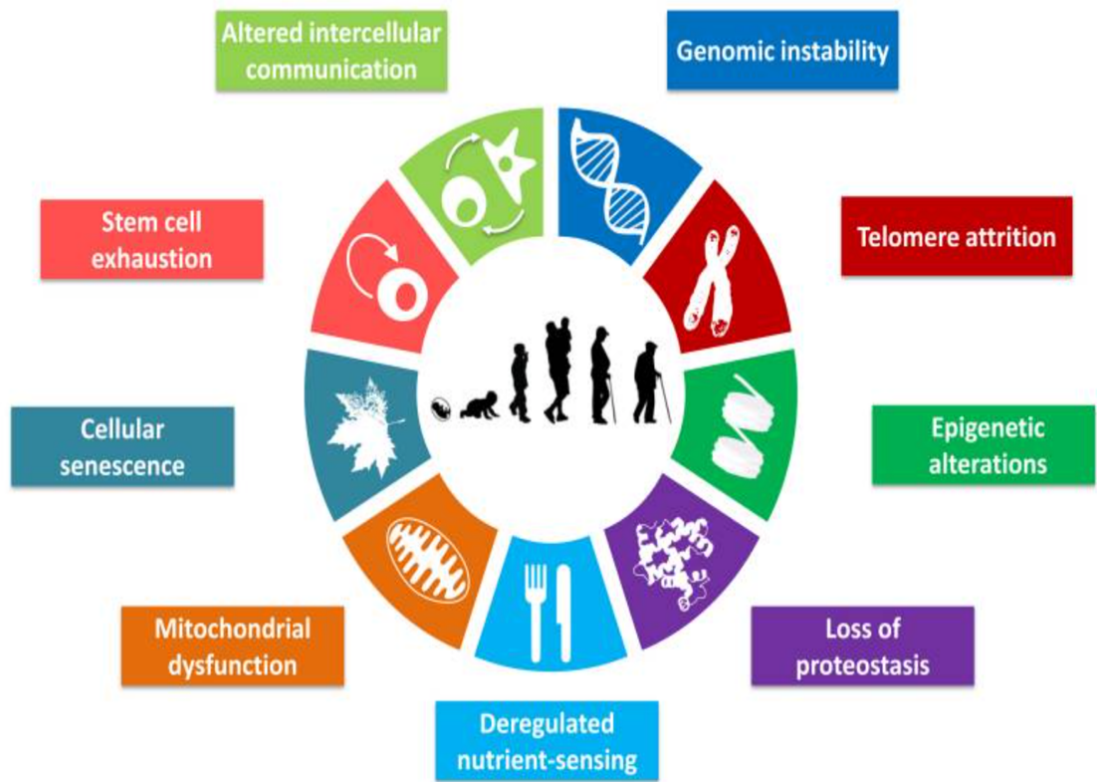 Altered intercellular
communication
Genomic instability
Stem cell
exhaustion
Telomere attrition
Cellular
senescence
Epigenetic
alterations
Mitochondrial
dysfunction
Loss of
proteostasis
Deregulated
nutrient-sensing